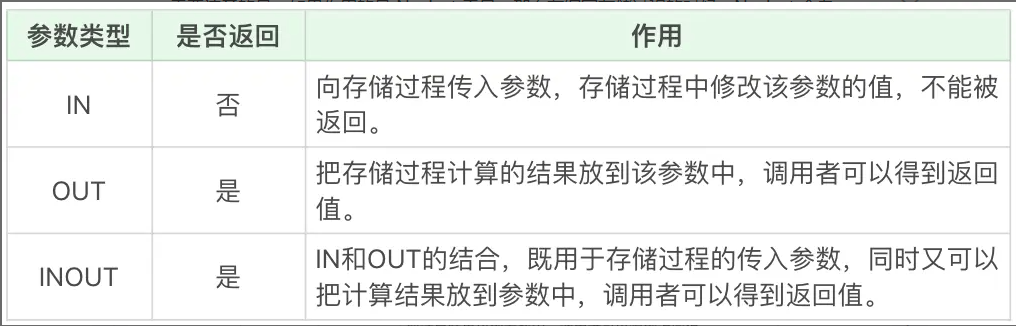 参数类型 是否返回 作用
IN 否 向存储过程传入参数，存储过程中修改该参数的值，不能被
返回。
OUT 是 把存储过程计算的结果放到该参数中，调用者可以得到返回
值。
INOUT 是 IN和OUT的结合，既用于存储过程的传入参数，同时又可以
把计算结果放到参数中，调用者可以得到返回值。